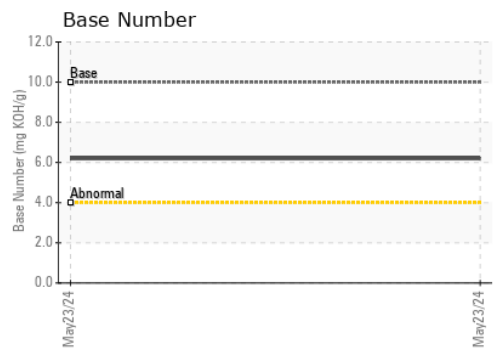 Base Number
12.0
Base
10.0
8.0
6.0
Abnormal
4.0
2.0
0.0
Base Number (mg KOH/g)
May23/24
May23/24